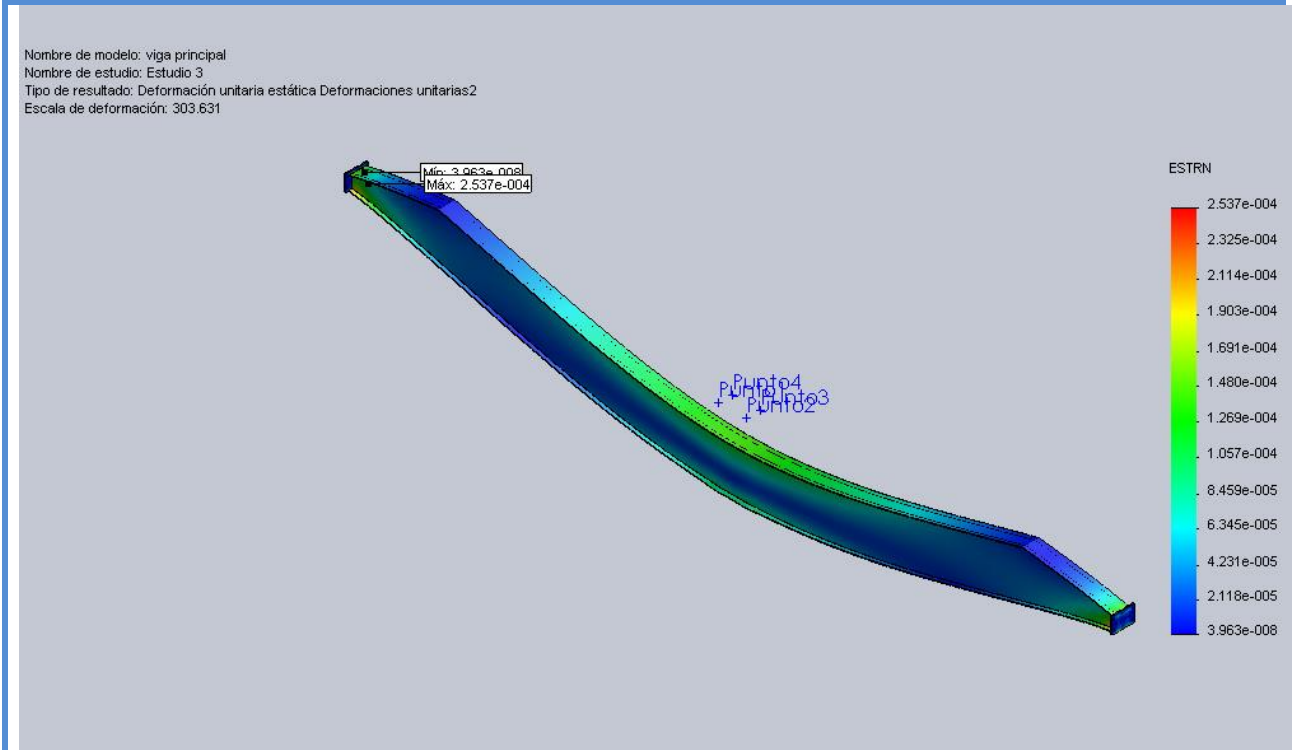 Nombre de modelo: viga principal
Nombre de estudio: Estudio 3
Tipo de resultado: Deformación unitaria estática Deformaciones unitarias2
Escala de deformación: 303.631
Mín: 3.963e-008
Máx: 2.537e-004
ESTRN
2.537e-004
2.325e-004
2.114e-004
1.903e-004
1.691e-004
1.480e-004
1.269e-004
1.057e-004
8.459e-005
6.345e-005
4.231e-005
2.118e-005
3.963e-008
Punto4
Punto1
Punto3
Punto2